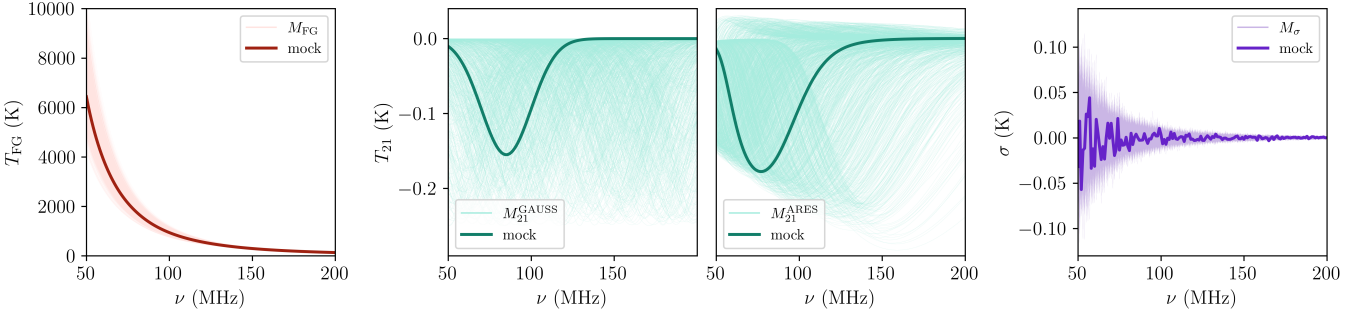 10000
8000
6000
4000
2000
0
T_FG (K)
50
100
150
200
ν (MHz)
M_FG
mock
0.0
−0.1
−0.2
T_21 (K)
50
100
150
ν (MHz)
M_21^GAUSS
mock
50
100
150
200
ν (MHz)
M_21^ARES
mock
0.10
0.05
0.00
−0.05
−0.10
σ (K)
50
100
150
200
ν (MHz)
M_σ
mock